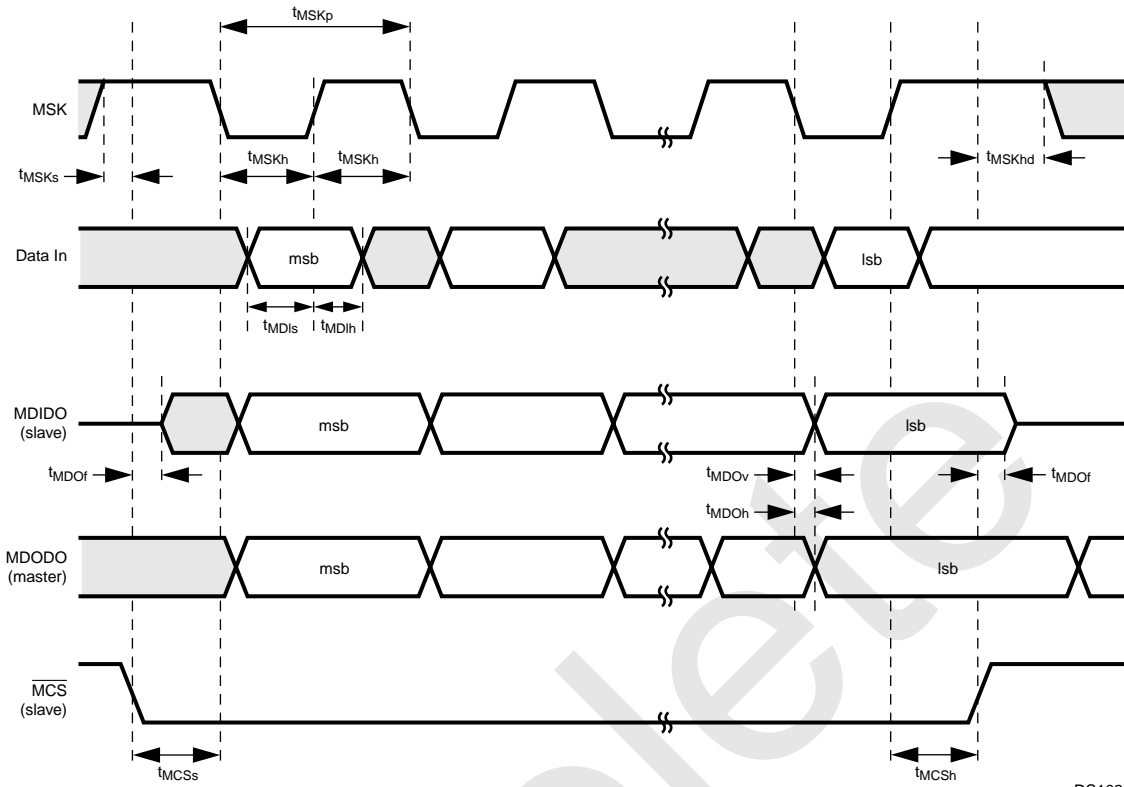 tMSKp
MSK
tMSKh
tMSKh
tMSKs
tMSKhd
Data In
msb
lsb
tMDIs
tMDIh
MDIDO
(slave)
msb
lsb
tMDOf
tMDOv
tMDOf
tMDOh
MDODO
(master)
msb
lsb
MCS
(slave)
tMCSs
tMCSh
lete